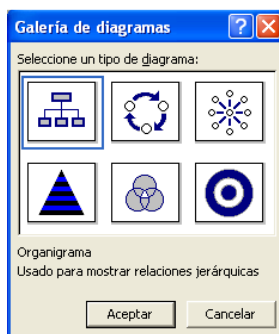 Galería de diagramas
Seleccione un tipo de diagrama:
Organigrama
Usado para mostrar relaciones jerárquicas
Aceptar
Cancelar